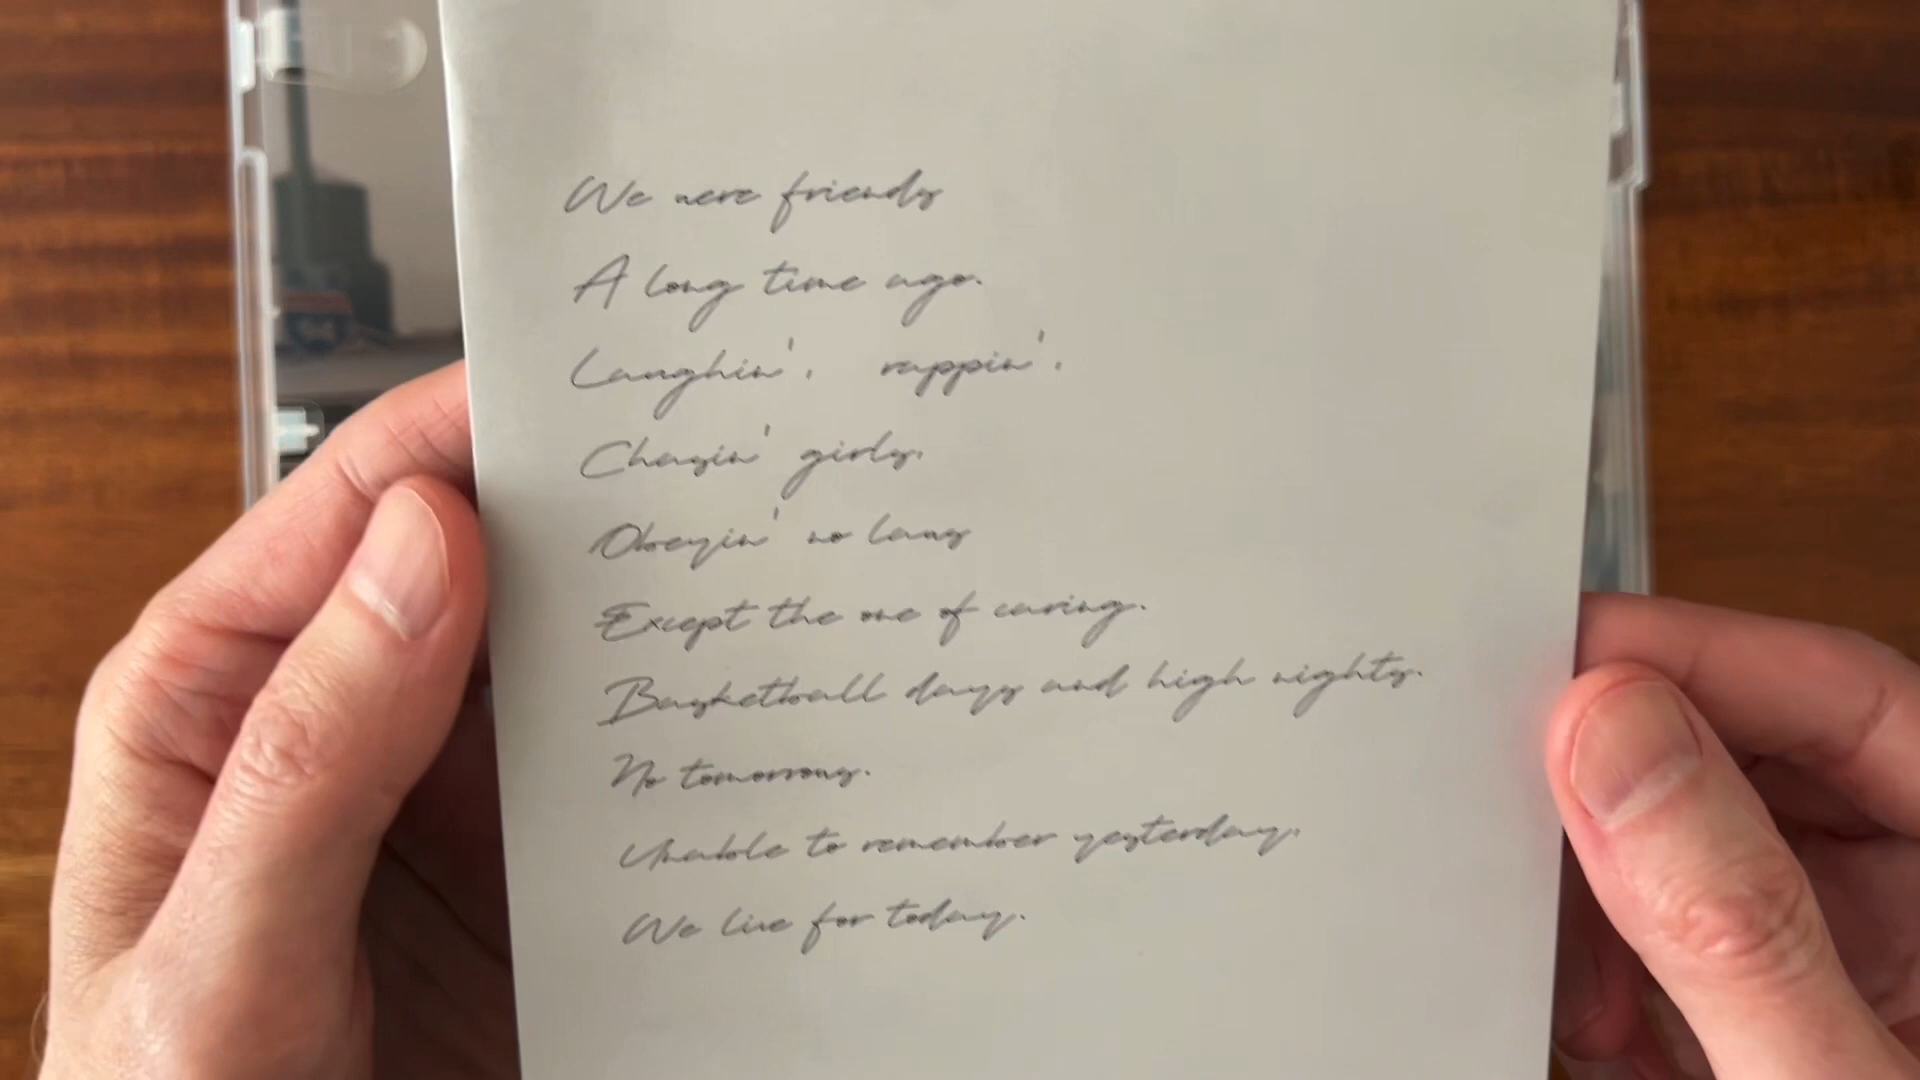 We were friends
A long time ago.
Laughin', rappin',
Chasin' girls,
Obeyin' no laws
Except the one of caring.
Basketball days and high nights.
No tomorrows.
Unable to remember yesterday,
We live for today.